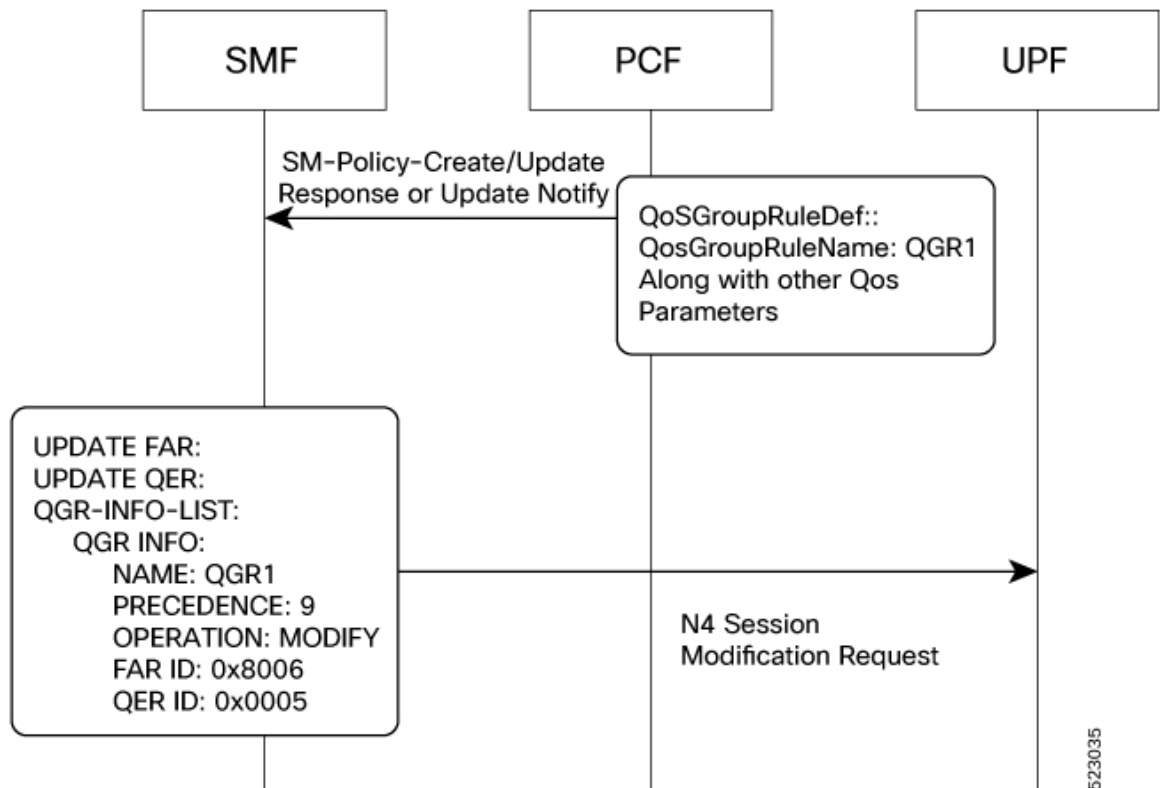 SMF
PCF
UPF
SM-Policy-Create/Update
Response or Update Notify
QoSGroupRuleDef::
QosGroupRuleName: QGR1
Along with other Qos
Parameters
UPDATE FAR:
UPDATE QER:
QGR-INFO-LIST:
QGR INFO:
NAME: QGR1
PRECEDENCE: 9
OPERATION: MODIFY
FAR ID: 0x8006
QER ID: 0x0005
N4 Session
Modification Request
523035